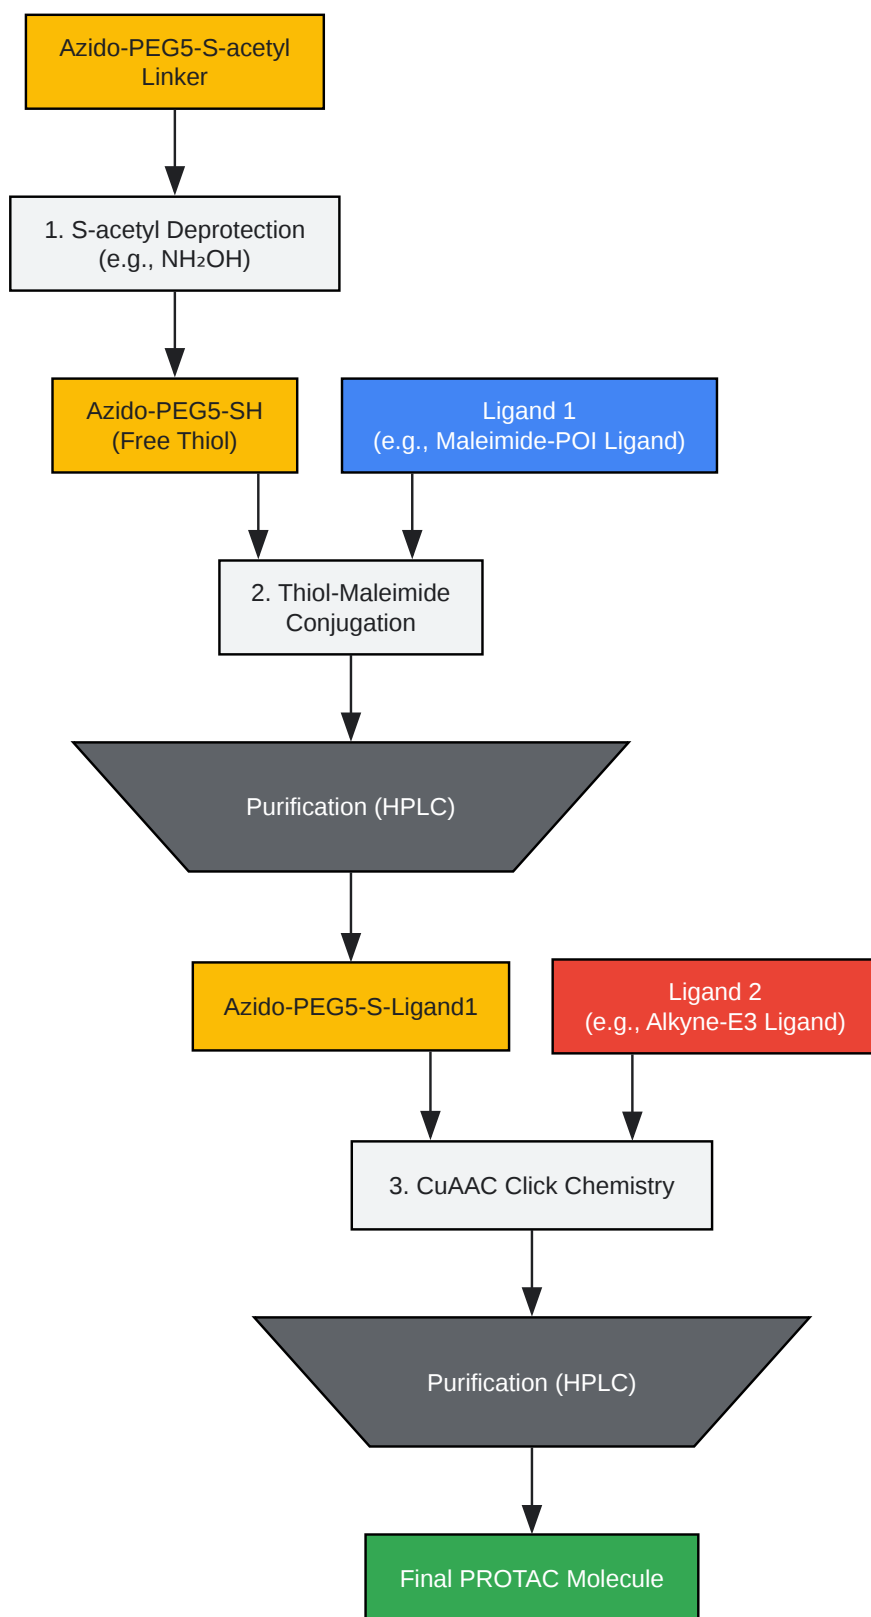 Azido-PEG5-S-acetyl
Linker
1. S-acetyl Deprotection
(e.g., NH₂OH)
Azido-PEG5-SH
(Free Thiol)
Ligand 1
(e.g., Maleimide-POI Ligand)
2. Thiol-Maleimide
Conjugation
Purification (HPLC)
Azido-PEG5-S-Ligand1
Ligand 2
(e.g., Alkyne-E3 Ligand)
3. CuAAC Click Chemistry
Purification (HPLC)
Final PROTAC Molecule